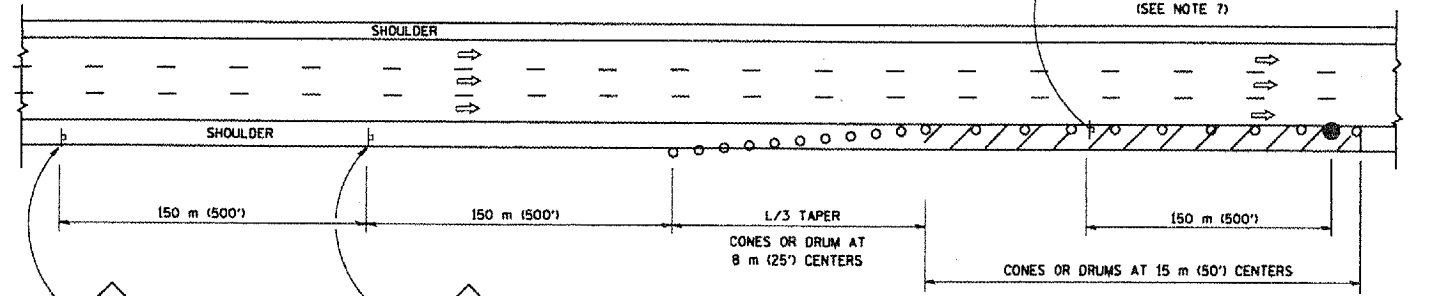 (SEE NOTE 7)
SHOULDER
SHOULDER
150 m (500')
150 m (500')
L/3 TAPER
CONES OR DRUM AT
8 m (25') CENTERS
150 m (500')
CONES OR DRUMS AT 15 m (50') CENTERS